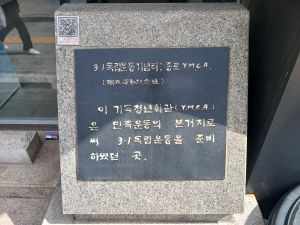 3·1독립운동기념터; 종로 YMCA.
이 기독청년회관(YMCA)
은 민족운동의 본거지로
써 3·1독립운동을 준비
하였던 곳.